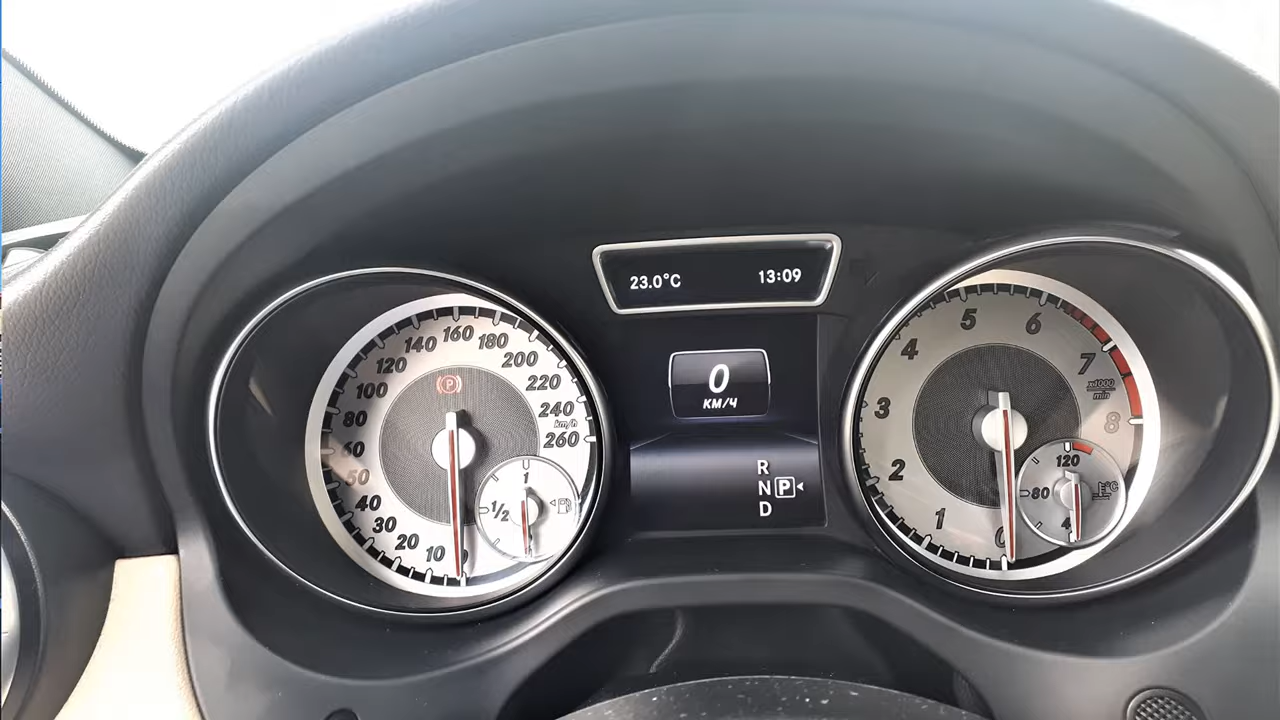 23.0°C 13:09
160
140 180
120 200
100 220
80 240
km/h
60 260
50
40
30
20
10
P
1
1/2
0
КМ/Ч
R
N P
D
5 6
4 7
x1000
min
3 8
2
1 0
120
80
°C